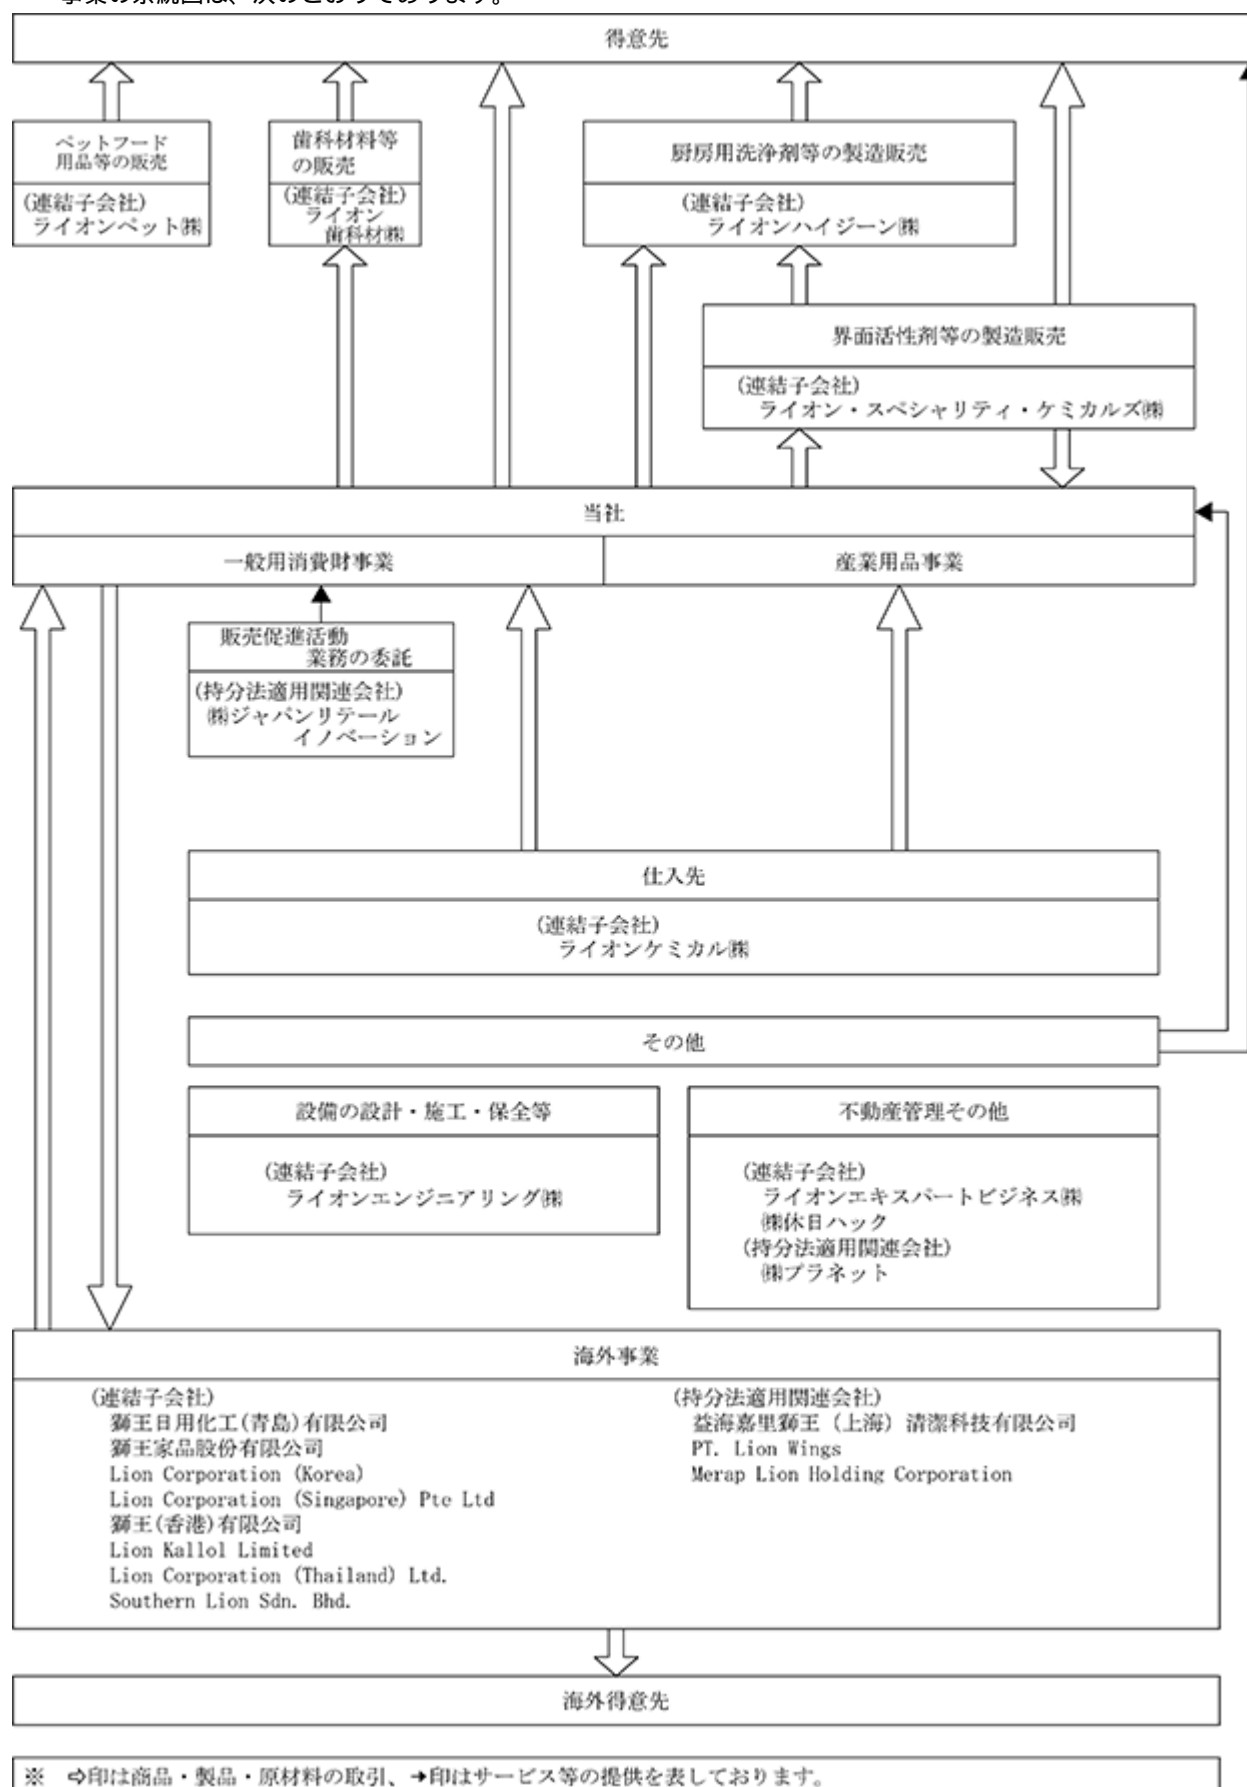 事業の系統図は、次のとおりであります。
得意先
ペットフード
用品等の販売
(連結子会社)
ライオンペット㈱
歯科材料等
の販売
(連結子会社)
ライオン
歯科材㈱
厨房用洗浄剤等の製造販売
(連結子会社)
ライオンハイジーン㈱
界面活性剤等の製造販売
(連結子会社)
ライオン・スペシャリティ・ケミカルズ㈱
当社
一般用消費財事業
産業用品事業
販売促進活動
業務の委託
(持分法適用関連会社)
㈱ジャパンリテール
イノベーション
仕入先
(連結子会社)
ライオンケミカル㈱
その他
設備の設計・施工・保全等
(連結子会社)
ライオンエンジニアリング㈱
不動産管理その他
(連結子会社)
ライオンエキスパートビジネス㈱
㈱休日ハック
(持分法適用関連会社)
㈱プラネット
海外事業
(連結子会社)
獅王日用化工(青島)有限公司
獅王家品股份有限公司
Lion Corporation (Korea)
Lion Corporation (Singapore) Pte Ltd
獅王(香港)有限公司
Lion Kallol Limited
Lion Corporation (Thailand) Ltd.
Southern Lion Sdn. Bhd.
(持分法適用関連会社)
益海嘉里獅王（上海）清潔科技有限公司
PT. Lion Wings
Merap Lion Holding Corporation
海外得意先
※　⇨印は商品・製品・原材料の取引、➔印はサービス等の提供を表しております。